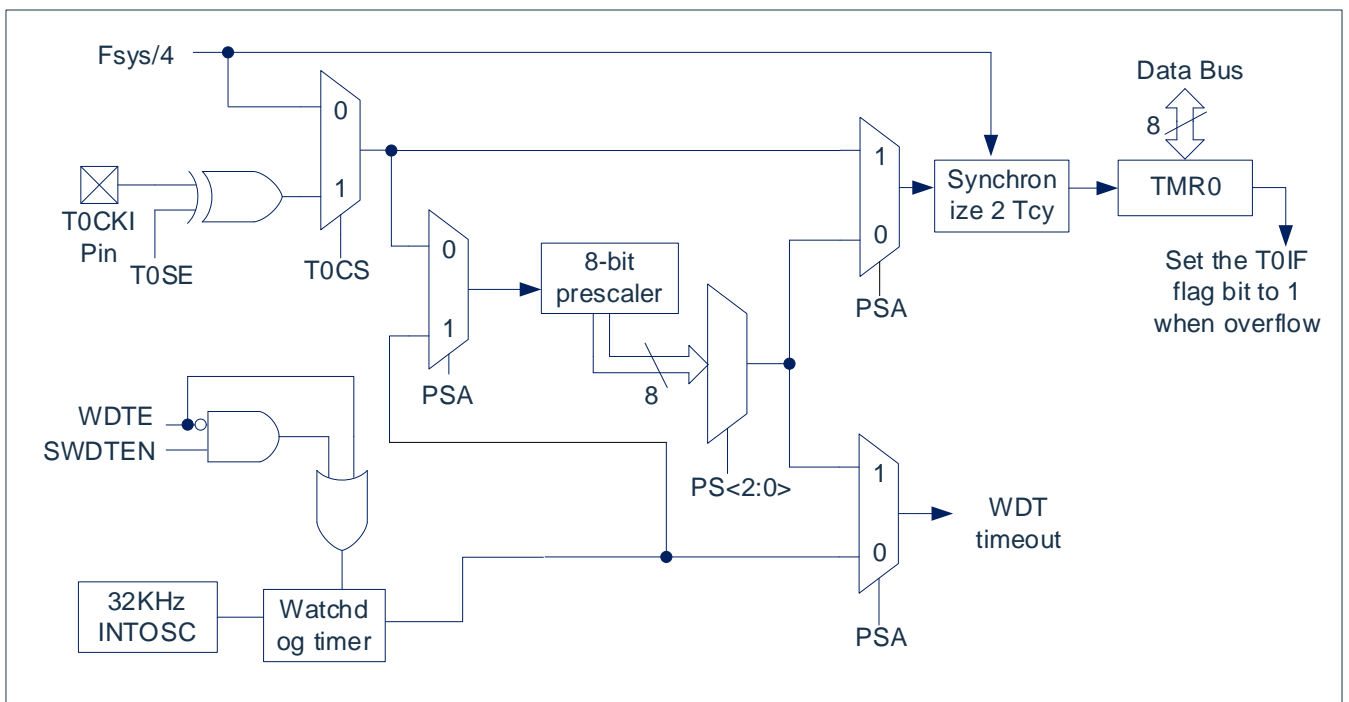 Fsys/4
Data Bus
8
0
1
T0CKI
Pin
T0SE
T0CS
0
1
PSA
8-bit
prescaler
8
PS<2:0>
1
0
PSA
Synchron
ize 2 Tcy
TMR0
Set the T0IF
flag bit to 1
when overflow
WDTE
SWDTEN
32KHz
INTOSC
Watchd
og timer
1
0
PSA
WDT
timeout